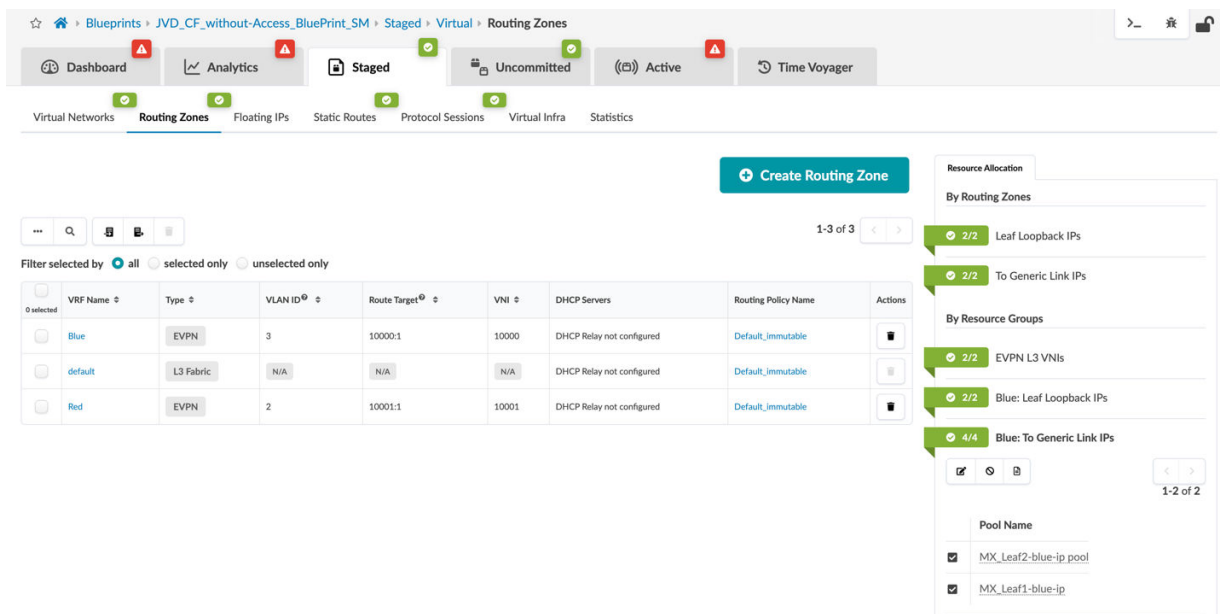 Blueprints JVD_CF_without-Access_BluePrint_SM Staged Virtual Routing Zones
>_
Dashboard Analytics Staged Uncommitted Active Time Voyager
Virtual Networks Routing Zones Floating IPs Static Routes Protocol Sessions Virtual Infra Statistics
Create Routing Zone
1-3 of 3
Filter selected by all selected only unselected only
0 selected VRF Name Type VLAN ID Route Target VNI DHCP Servers Routing Policy Name Actions
Blue EVPN 3 10000:1 10000 DHCP Relay not configured Default_immutable
default L3 Fabric N/A N/A N/A DHCP Relay not configured Default_immutable
Red EVPN 2 10001:1 10001 DHCP Relay not configured Default_immutable
Resource Allocation
By Routing Zones
2/2 Leaf Loopback IPs
2/2 To Generic Link IPs
By Resource Groups
2/2 EVPN L3 VNIs
2/2 Blue: Leaf Loopback IPs
4/4 Blue: To Generic Link IPs
1-2 of 2
Pool Name
MX_Leaf2-blue-ip pool
MX_Leaf1-blue-ip